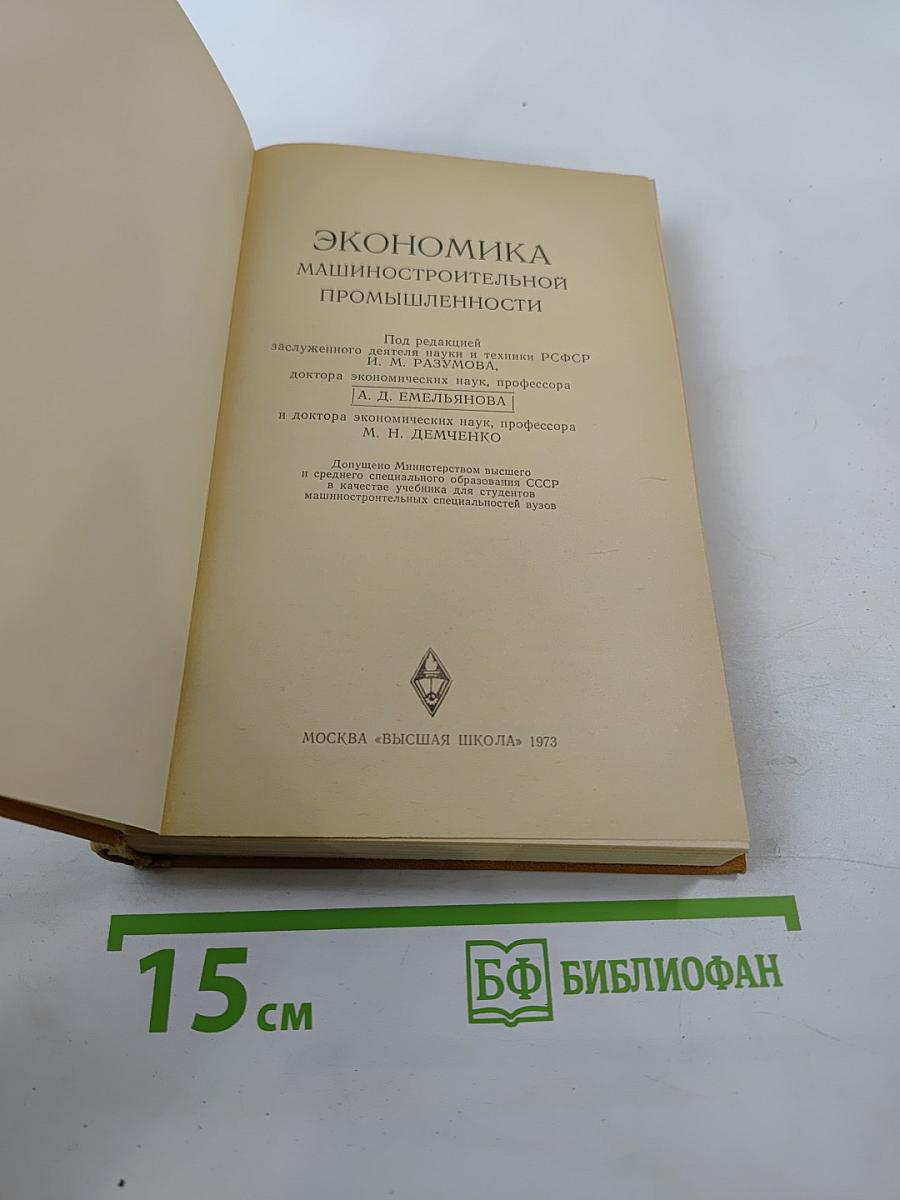 ЭКОНОМИКА
МАШИНОСТРОИТЕЛЬНОЙ
ПРОМЫШЛЕННОСТИ
Под редакцией
заслуженного деятеля науки и техники РСФСР
И. М. РАЗУМОВА,
доктора экономических наук, профессора
А. Д. ЕМЕЛЬЯНОВА
и доктора экономических наук, профессора
М. Н. ДЕМЧЕНКО
Допущено Министерством высшего
и среднего специального образования СССР
в качестве учебника для студентов
машиностроительных специальностей вузов
МОСКВА «ВЫСШАЯ ШКОЛА» 1973
15 см
БФ БИБЛИОФАН